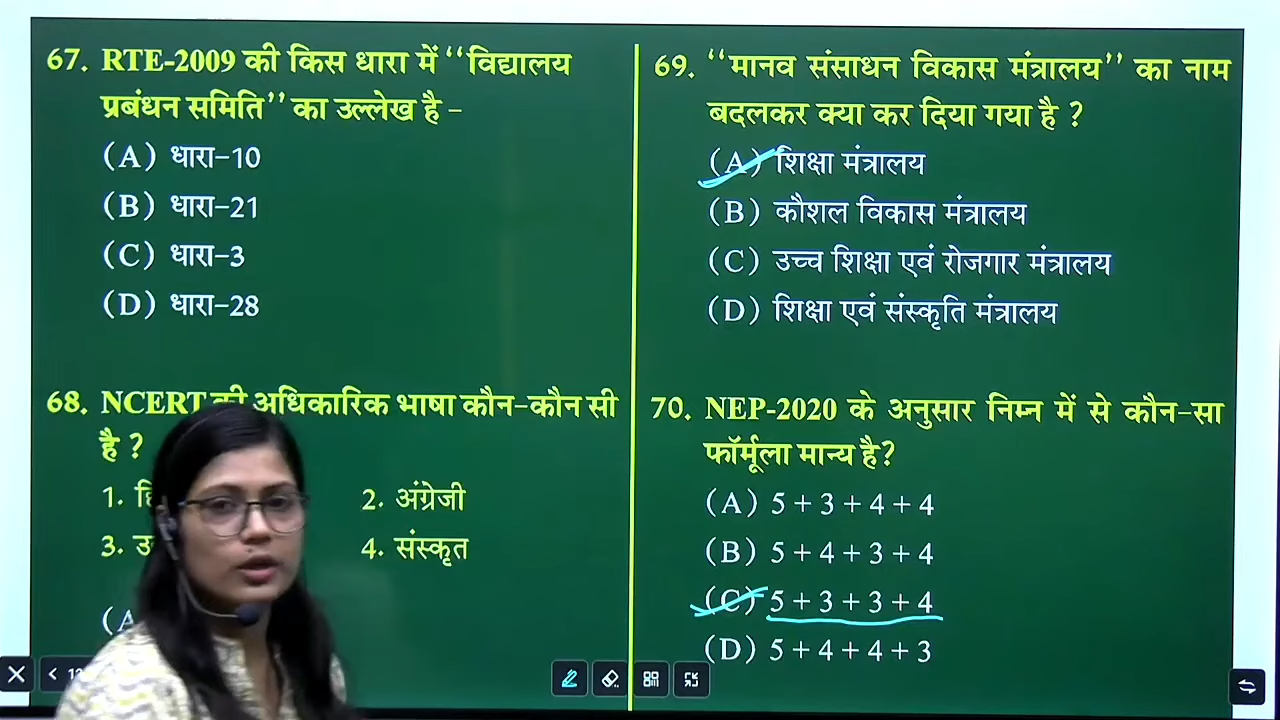 67. RTE-2009 की किस धारा में “विद्यालय
प्रबंधन समिति” का उल्लेख है -
(A) धारा-10
(B) धारा-21
(C) धारा-3
(D) धारा-28
68. NCERT की अधिकारिक भाषा कौन-कौन सी
है ?
1.
2. अंग्रेजी
3.
4. संस्कृत
(A
69. “मानव संसाधन विकास मंत्रालय” का नाम
बदलकर क्या कर दिया गया है ?
(A) शिक्षा मंत्रालय
(B) कौशल विकास मंत्रालय
(C) उच्च शिक्षा एवं रोजगार मंत्रालय
(D) शिक्षा एवं संस्कृति मंत्रालय
70. NEP-2020 के अनुसार निम्न में से कौन-सा
फॉर्मूला मान्य है?
(A) 5 + 3 + 4 + 4
(B) 5 + 4 + 3 + 4
(C) 5 + 3 + 3 + 4
(D) 5 + 4 + 4 + 3